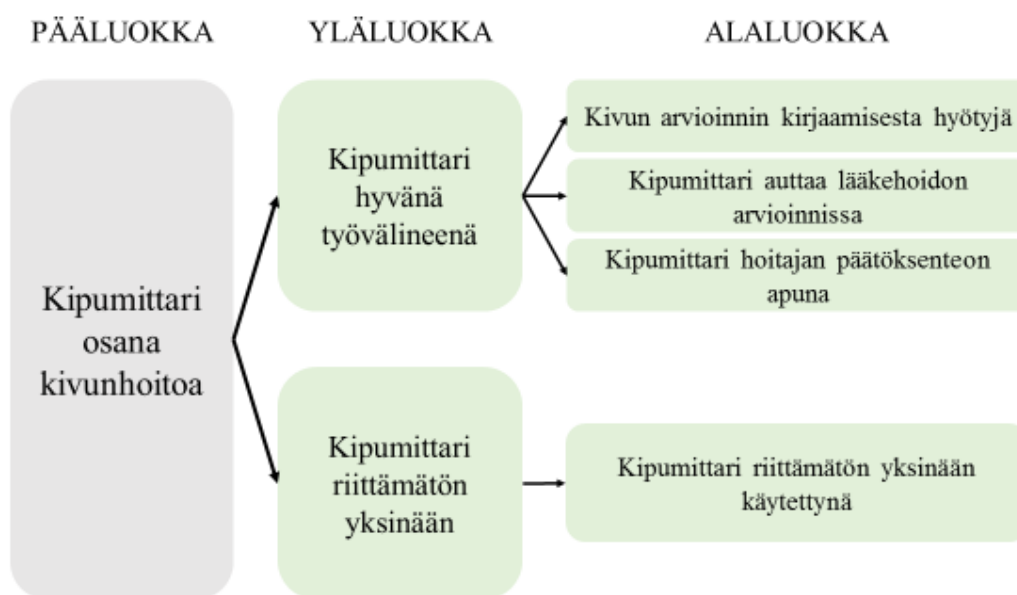 PÄÄLUOKKA
YLÄLUOKKA
ALALUOKKA
Kipumittari
osana
kivunhoitoa
Kipumittari
hyvänä
työvälineenä
Kivun arvioinnin kirjaamisesta hyötyjä
Kipumittari auttaa lääkehoidon
arvioinnissa
Kipumittari hoitajan päätöksenteon
apuna
Kipumittari
riittämätön
yksinään
Kipumittari riittämätön yksinään
käytettynä